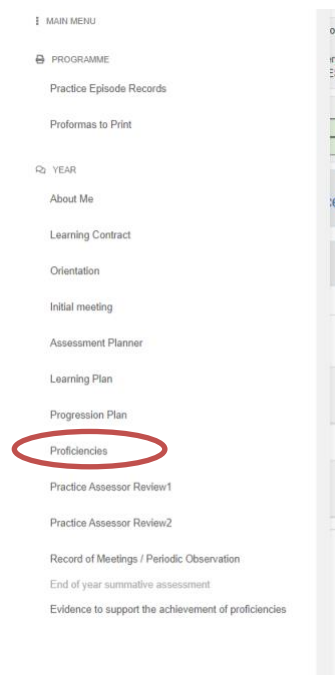 MAIN MENU
PROGRAMME
Practice Episode Records
Proformas to Print
YEAR
About Me
Learning Contract
Orientation
Initial meeting
Assessment Planner
Learning Plan
Progression Plan
Proficiencies
Practice Assessor Review1
Practice Assessor Review2
Record of Meetings / Periodic Observation
End of year summative assessment
Evidence to support the achievement of proficiencies